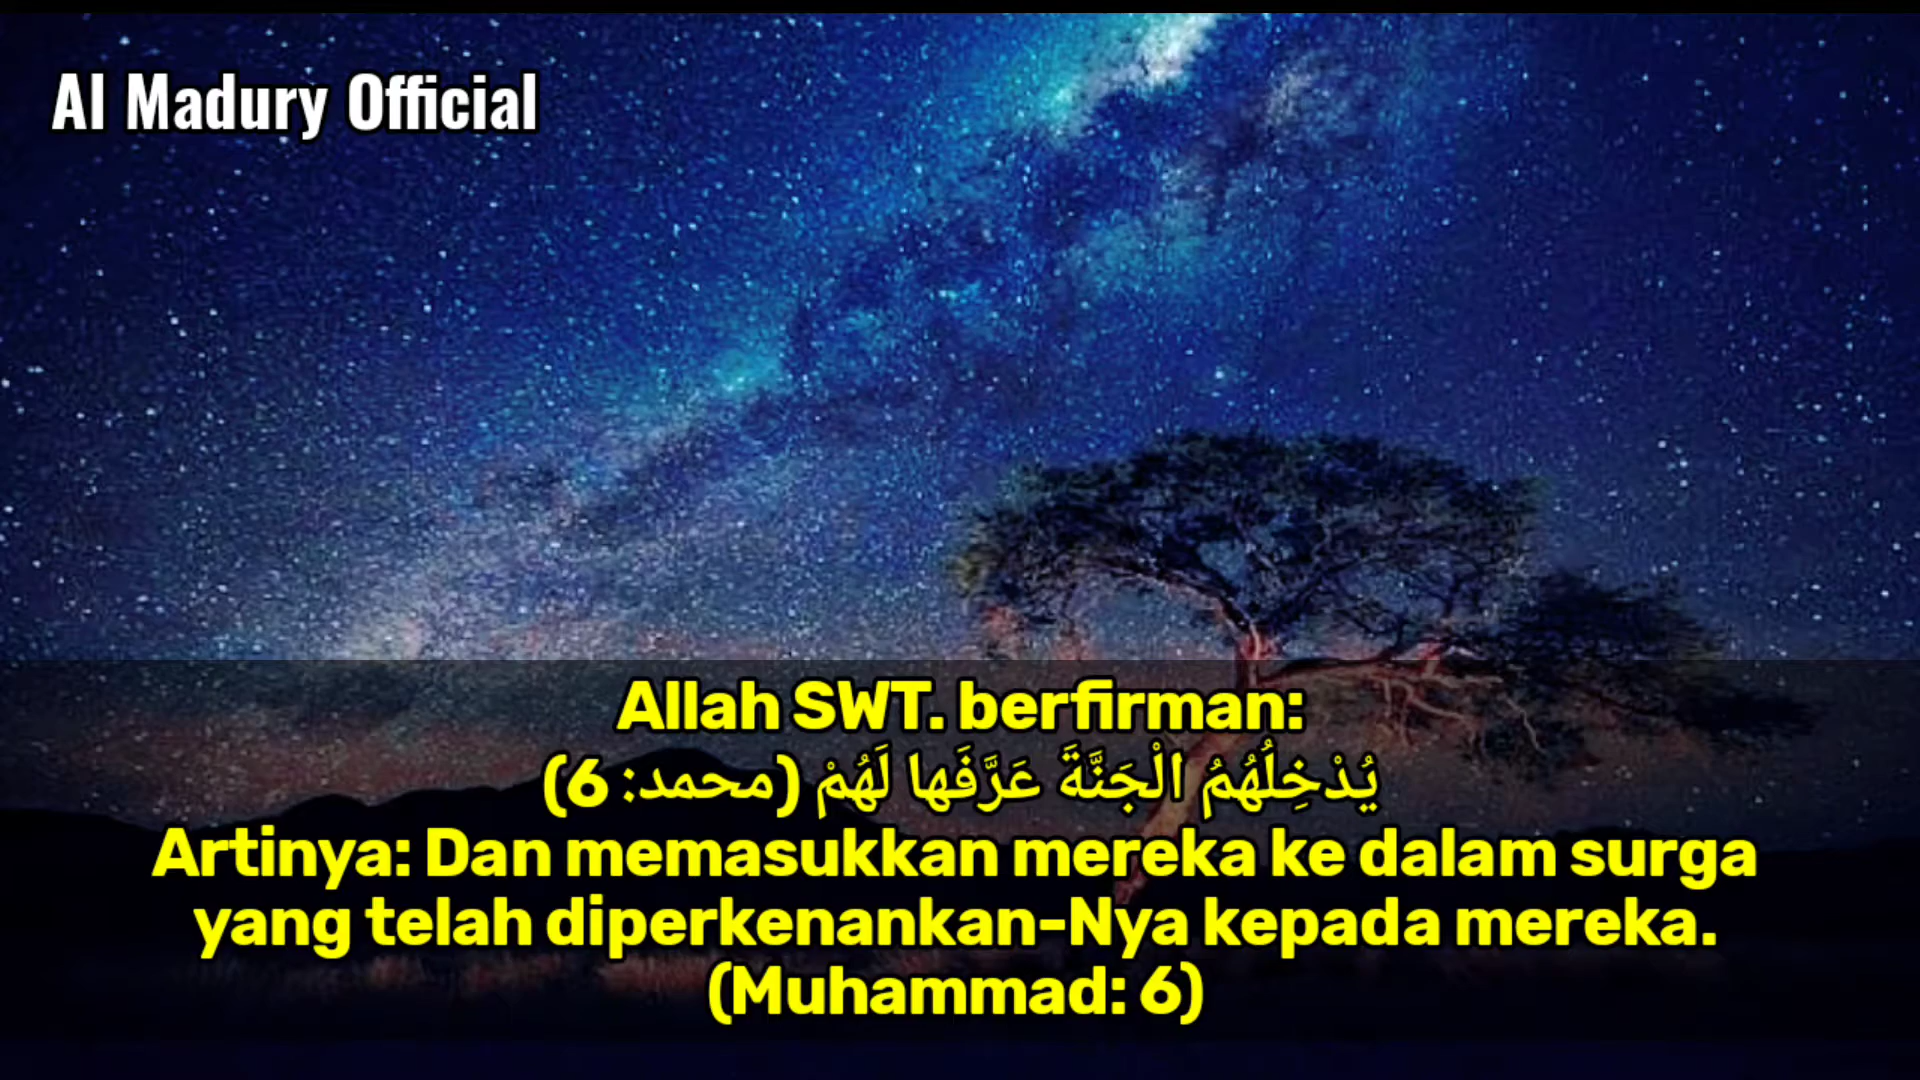 Al Madury Official
Allah SWT. berfirman:
يُدْخِلُهُمُ الْجَنَّةَ عَرَّفَها لَهُمْ (محمد: 6)
Artinya: Dan memasukkan mereka ke dalam surga
yang telah diperkenankan-Nya kepada mereka.
(Muhammad: 6)